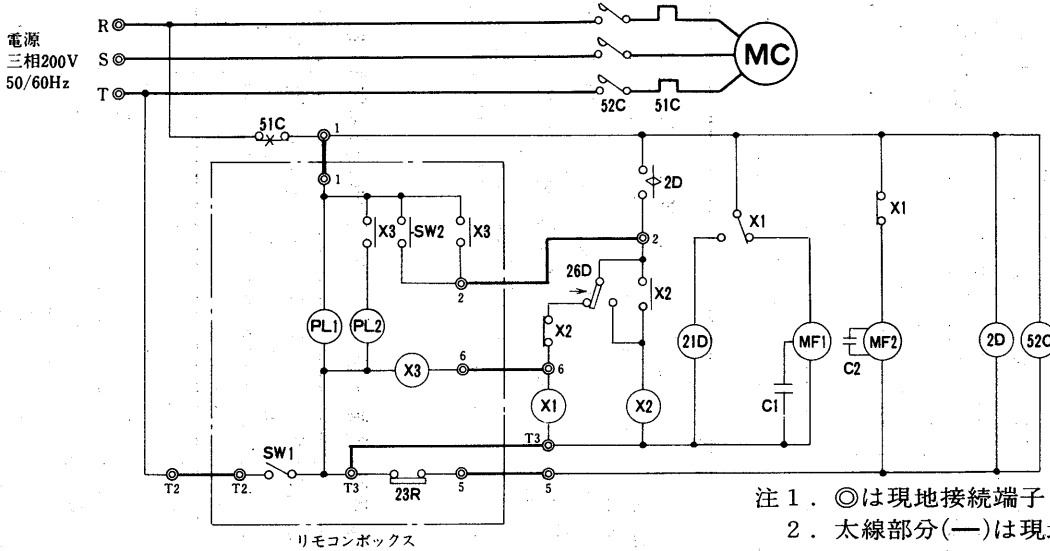 電源
三相200V
50/60Hz
R
S
T
52C
51C
MC
51C
1
1
X3
SW2
X3
2
PL1
PL2
X3
6
SW1
T2
T2
T3
23R
5
リモコンボックス
2D
2
26D
X2
X2
6
X1
X2
T3
5
X1
21D
MF1
C1
X1
MF2
C2
2D
52C
注1. ◎は現地接続端子
2. 太線部分(━)は現